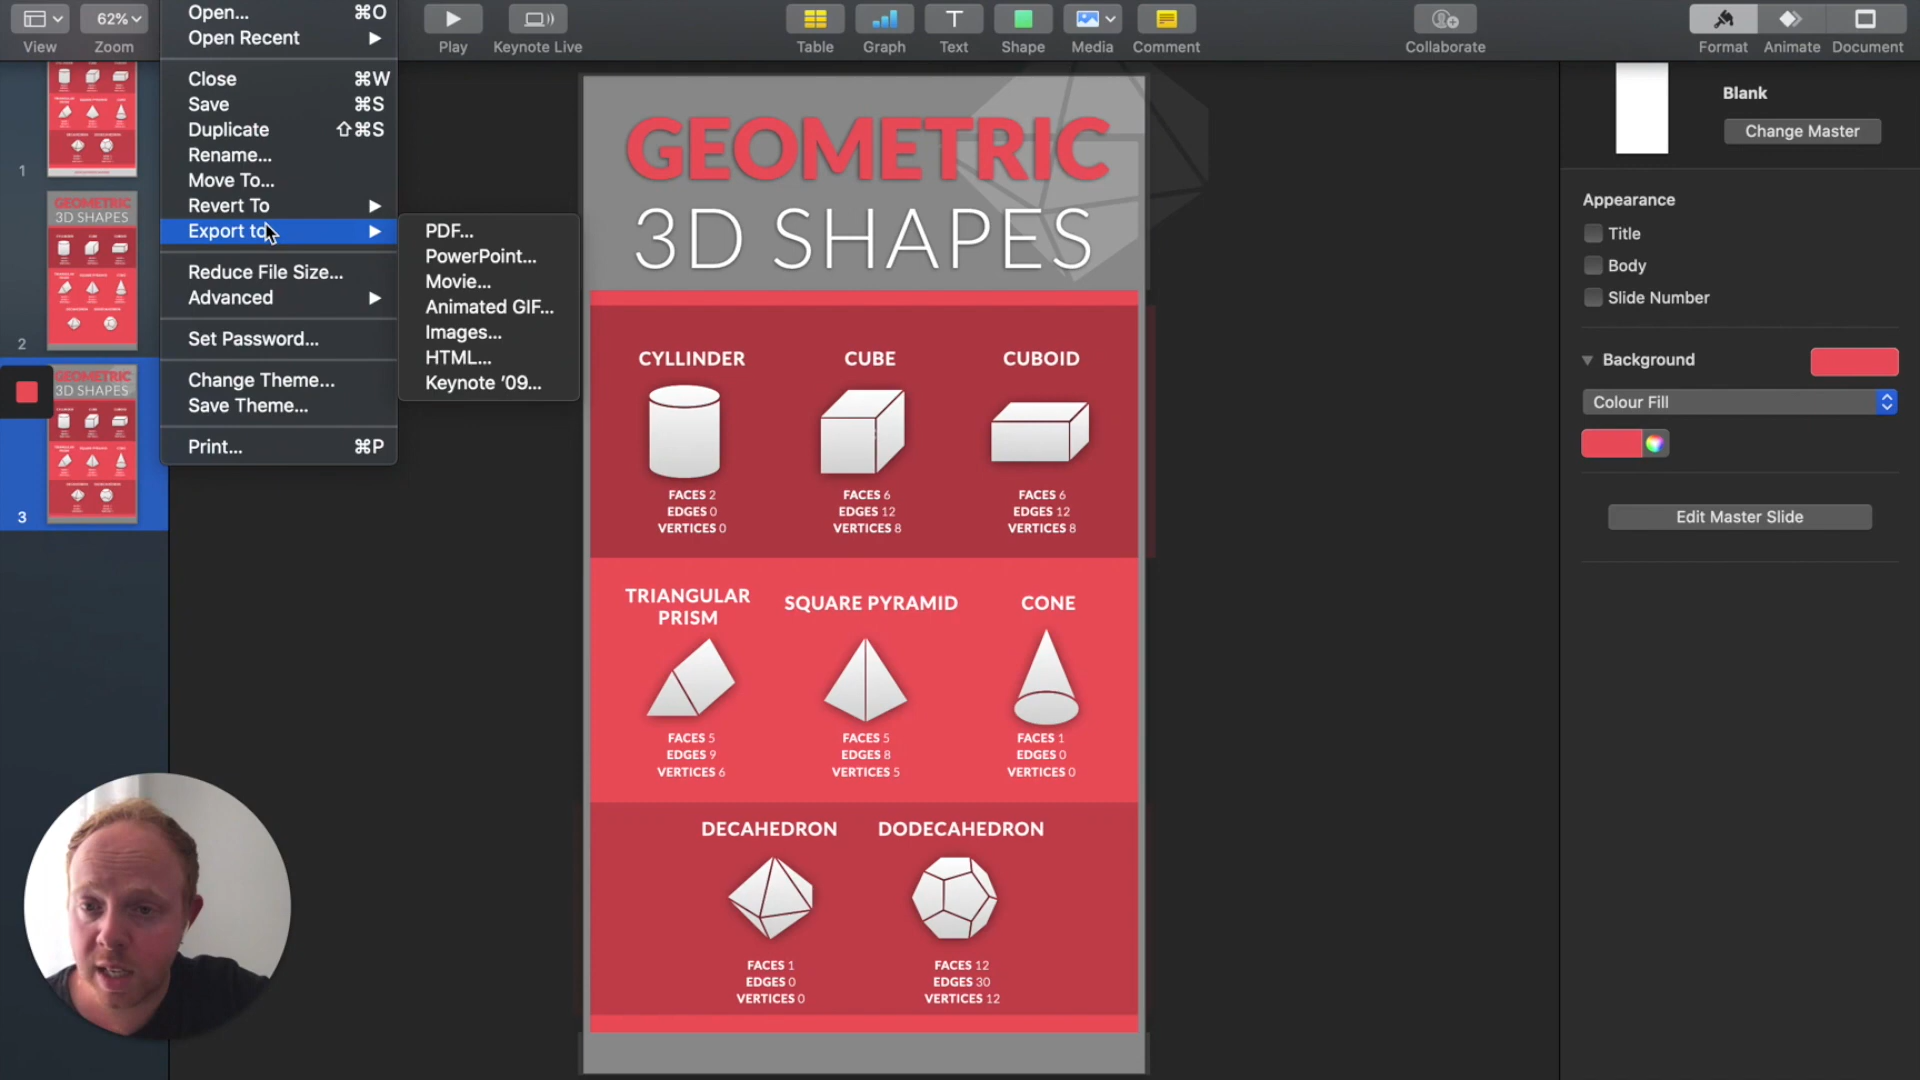 View
62%
Zoom
Open... ⌘O
Open Recent
Close ⌘W
Save ⌘S
Duplicate ⇧⌘S
Rename...
Move To...
Revert To
Export to
Reduce File Size...
Advanced
Set Password...
Change Theme...
Save Theme...
Print... ⌘P
PDF...
PowerPoint...
Movie...
Animated GIF...
Images...
HTML...
Keynote '09...
Play
Keynote Live
Table
Graph
Text
Shape
Media
Comment
Collaborate
Format
Animate
Document
1
GEOMETRIC
3D SHAPES
2
GEOMETRIC
3D SHAPES
3
GEOMETRIC
3D SHAPES
CYLLINDER
FACES 2
EDGES 0
VERTICES 0
CUBE
FACES 6
EDGES 12
VERTICES 8
CUBOID
FACES 6
EDGES 12
VERTICES 8
TRIANGULAR
PRISM
FACES 5
EDGES 9
VERTICES 6
SQUARE PYRAMID
FACES 5
EDGES 8
VERTICES 5
CONE
FACES 1
EDGES 0
VERTICES 0
DECAHEDRON
FACES 1
EDGES 0
VERTICES 0
DODECAHEDRON
FACES 12
EDGES 30
VERTICES 12
Blank
Change Master
Appearance
Title
Body
Slide Number
Background
Colour Fill
Edit Master Slide